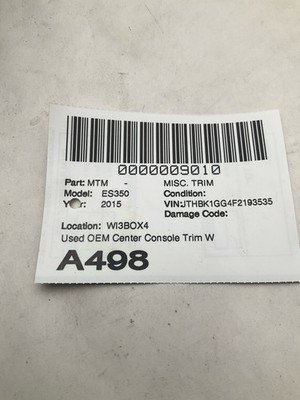 0000009010
Part: MTM - MISC. TRIM
Model: ES350 Condition:
Year: 2015 VIN:JTHBK1GG4F2193535
Damage Code:
Location: WI3BOX4
Used OEM Center Console Trim W
A498